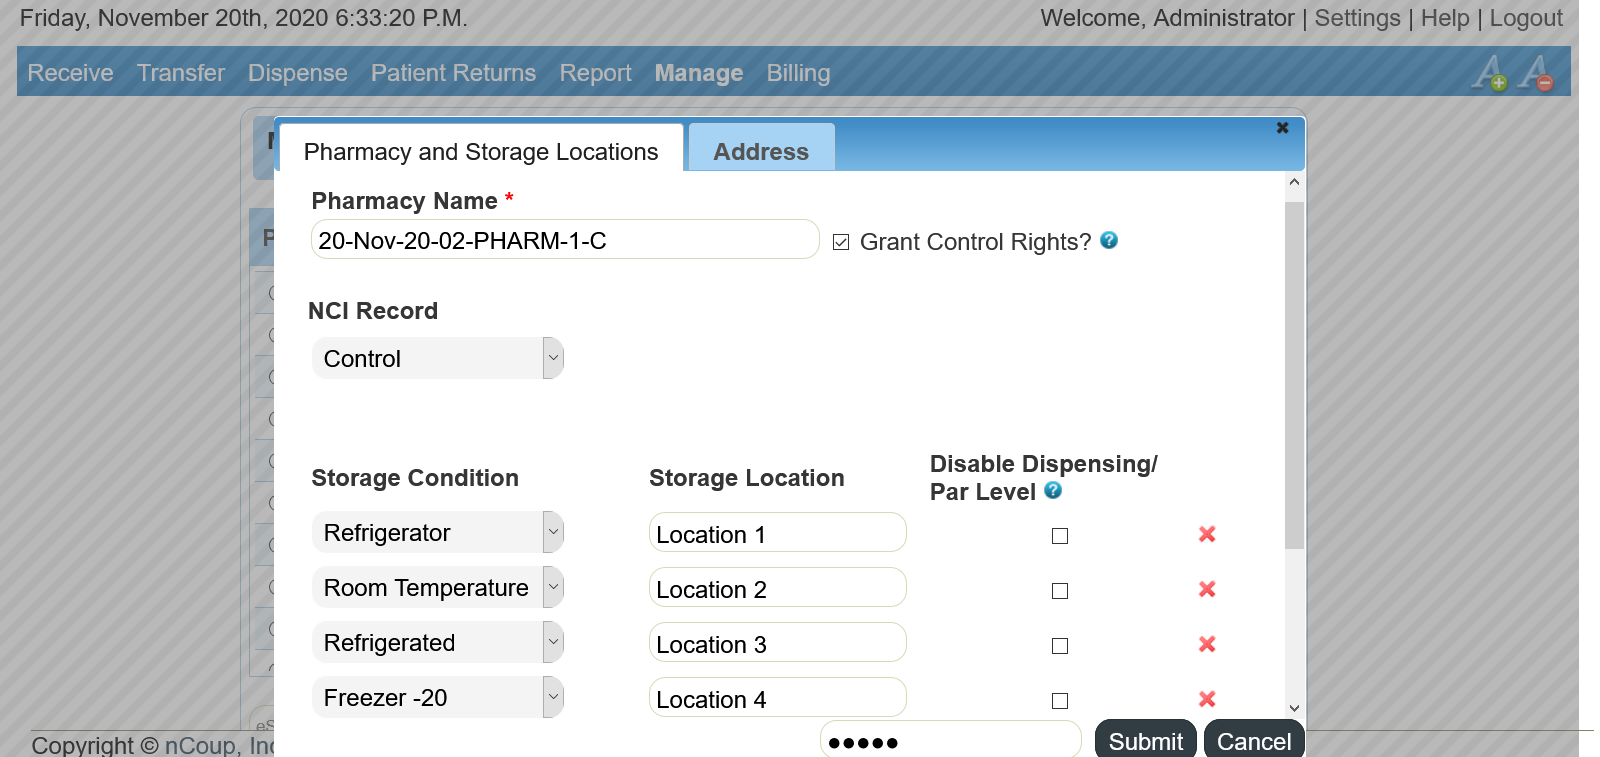 Friday, November 20th, 2020 6:33:20 P.M.
Welcome, Administrator | Settings | Help | Logout
Receive Transfer Dispense Patient Returns Report Manage Billing
Pharmacy and Storage Locations
Address
Pharmacy Name *
20-Nov-20-02-PHARM-1-C
Grant Control Rights?
NCI Record
Control
Storage Condition
Storage Location
Disable Dispensing/
Par Level
Refrigerator
Location 1
Room Temperature
Location 2
Refrigerated
Location 3
Freezer -20
Location 4
Submit
Cancel
Copyright © nCoup, Inc